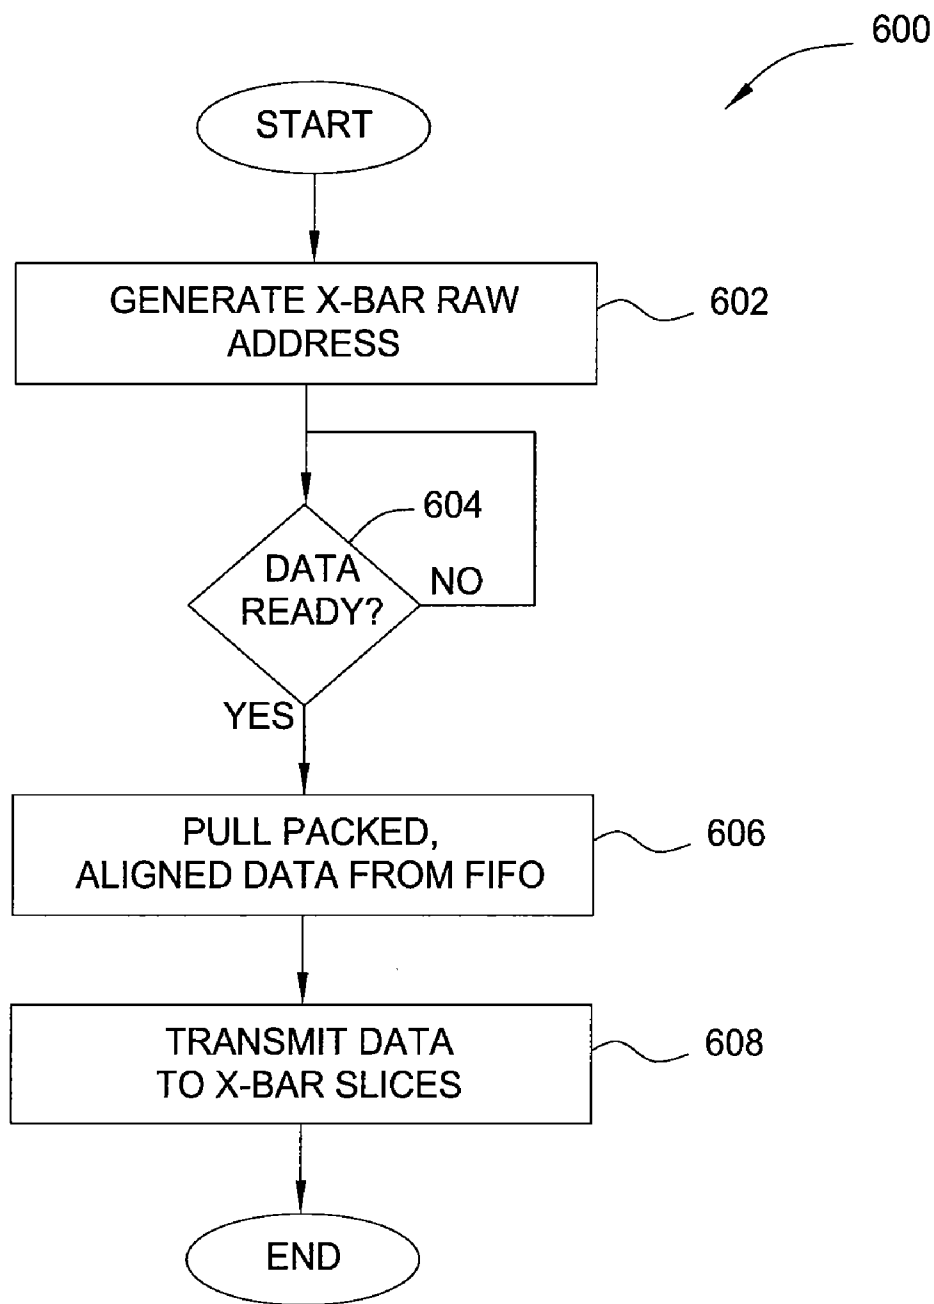 600
START
GENERATE X-BAR RAW
ADDRESS
602
604
DATA
READY?
NO
YES
PULL PACKED,
ALIGNED DATA FROM FIFO
606
TRANSMIT DATA
TO X-BAR SLICES
608
END